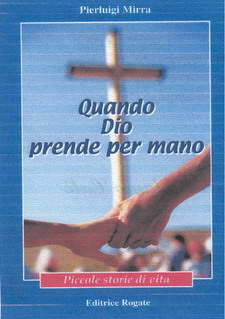 Pierluigi Mirra
Quando
Dio
prende per mano
Piccole storie di vita
Editrice Rogate